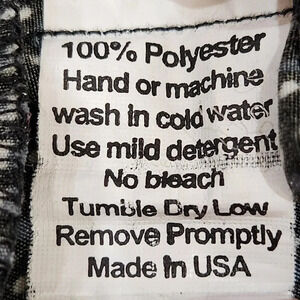 100% Polyester
Hand or machine
wash in cold water
Use mild detergent
No bleach
Tumble Dry Low
Remove Promptly
Made In USA